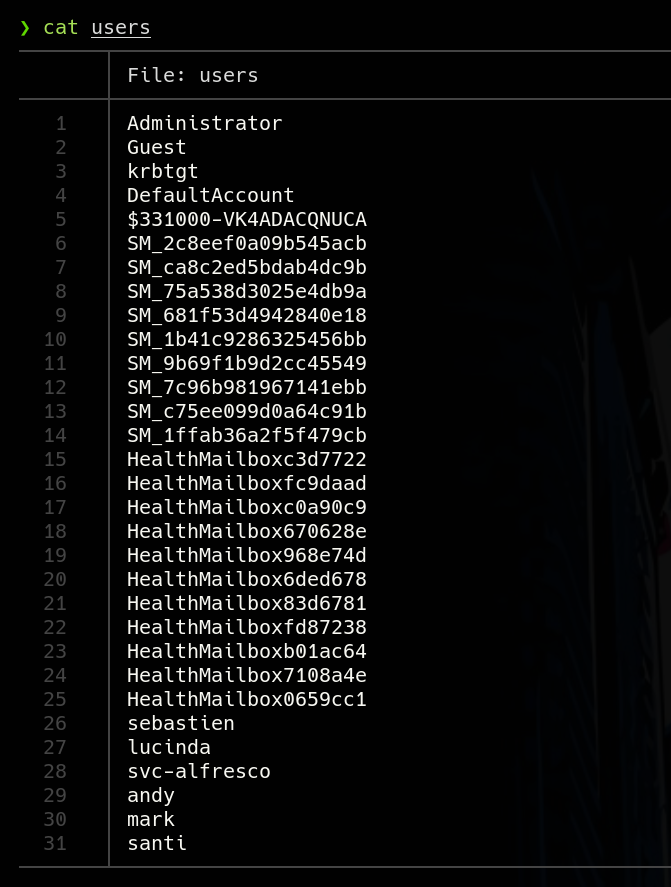 ❯ cat users
File: users
1 Administrator
2 Guest
3 krbtgt
4 DefaultAccount
5 $331000-VK4ADACQNUCA
6 SM_2c8eef0a09b545acb
7 SM_ca8c2ed5bdab4dc9b
8 SM_75a538d3025e4db9a
9 SM_681f53d4942840e18
10 SM_1b41c9286325456bb
11 SM_9b69f1b9d2cc45549
12 SM_7c96b981967141ebb
13 SM_c75ee099d0a64c91b
14 SM_1ffab36a2f5f479cb
15 HealthMailboxc3d7722
16 HealthMailboxfc9daad
17 HealthMailboxc0a90c9
18 HealthMailbox670628e
19 HealthMailbox968e74d
20 HealthMailbox6ded678
21 HealthMailbox83d6781
22 HealthMailboxfd87238
23 HealthMailboxb01ac64
24 HealthMailbox7108a4e
25 HealthMailbox0659cc1
26 sebastien
27 lucinda
28 svc-alfresco
29 andy
30 mark
31 santi